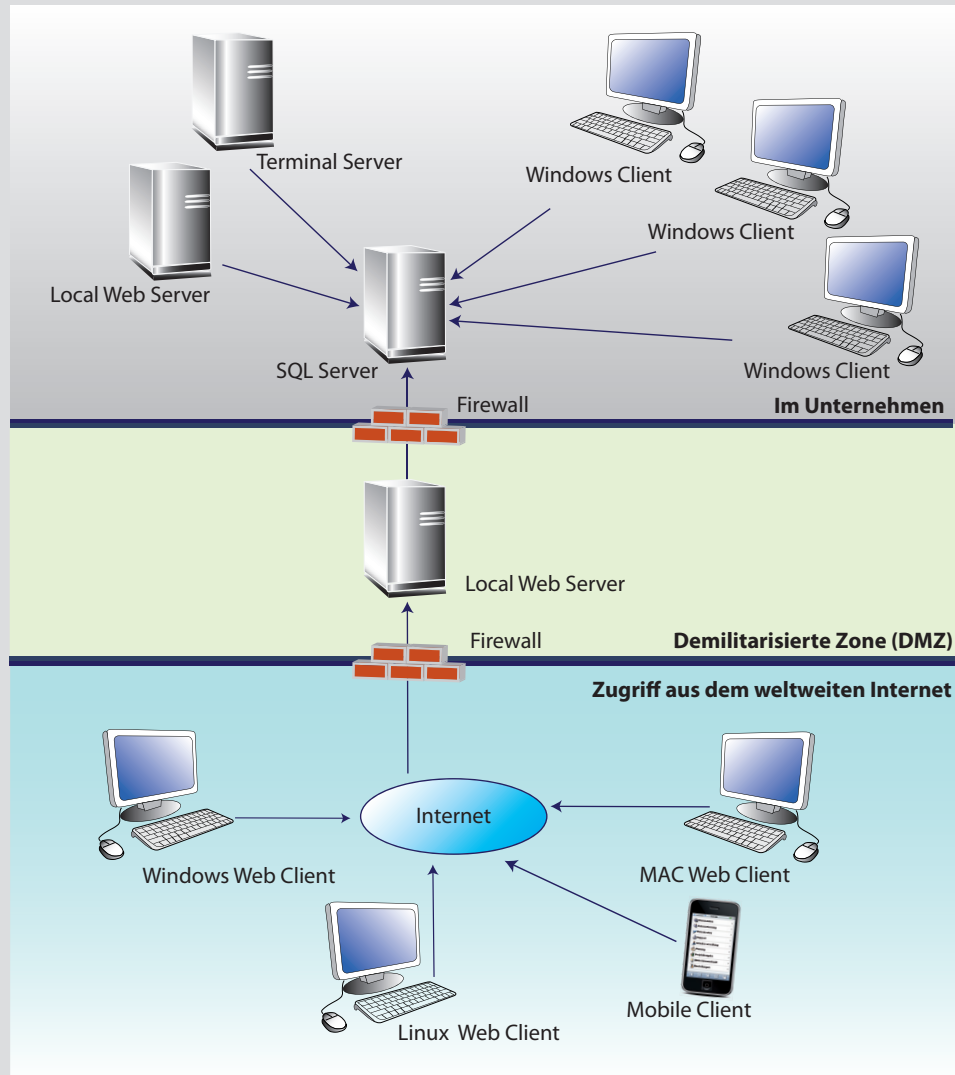 Terminal Server
Windows Client
Windows Client
Local Web Server
SQL Server
Windows Client
Firewall
Im Unternehmen
Local Web Server
Firewall
Demilitarisierte Zone (DMZ)
Zugriff aus dem weltweiten Internet
Internet
Windows Web Client
MAC Web Client
Linux Web Client
Mobile Client